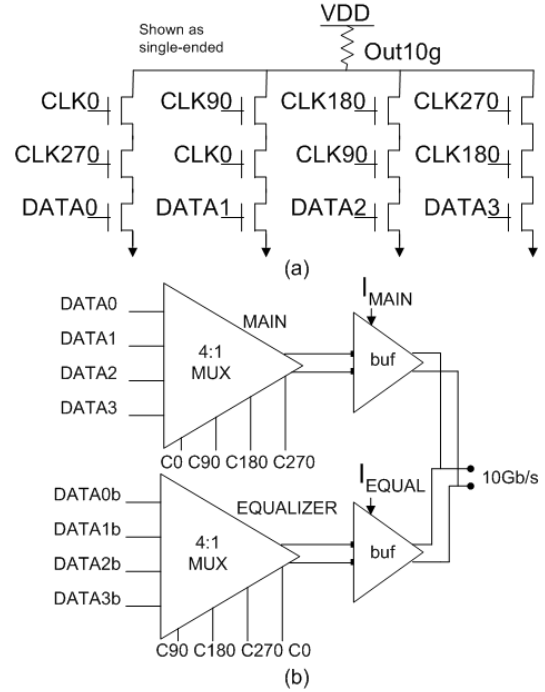 Shown as
single-ended
VDD
Out10g
CLK0 CLK90 CLK180 CLK270
CLK270 CLK0 CLK90 CLK180
DATA0 DATA1 DATA2 DATA3
(a)
DATA0
DATA1
DATA2
DATA3
MAIN
4:1
MUX
C0 C90 C180 C270
IMAIN
buf
10Gb/s
DATA0b
DATA1b
DATA2b
DATA3b
EQUALIZER
4:1
MUX
C90 C180 C270 C0
IEQUAL
buf
(b)